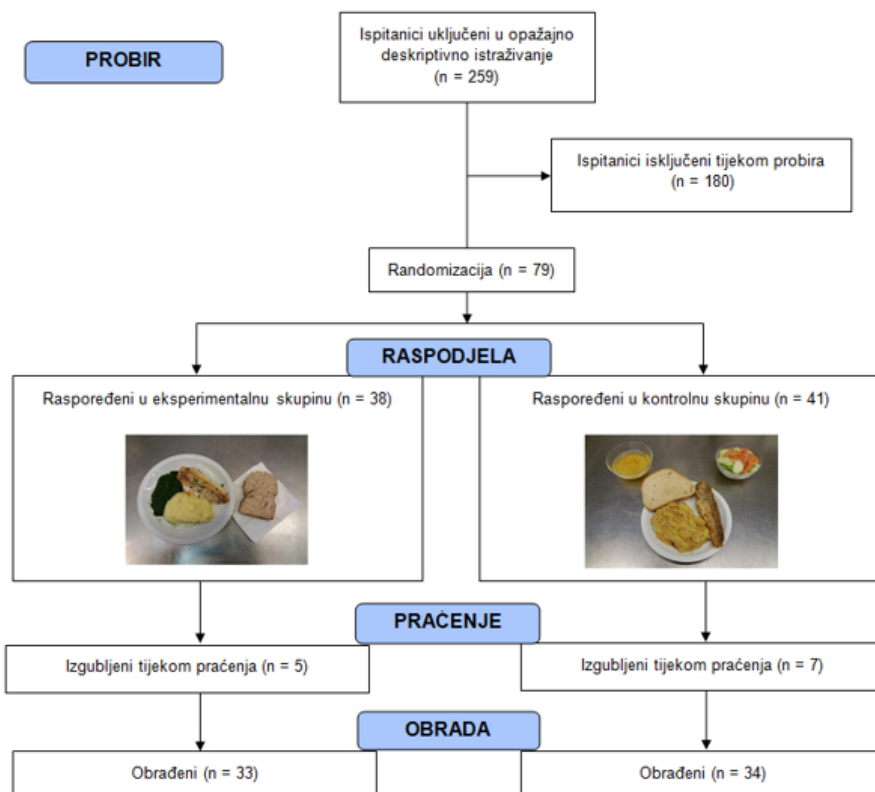 PROBIR
Ispitanici uključeni u opažajno
deskriptivno istraživanje
(n = 259)
Ispitanici isključeni tijekom probira
(n = 180)
Randomizacija (n = 79)
RASPODJELA
Raspoređeni u eksperimentalnu skupinu (n = 38)
Raspoređeni u kontrolnu skupinu (n = 41)
PRAĆENJE
Izgubljeni tijekom praćenja (n = 5)
Izgubljeni tijekom praćenja (n = 7)
OBRADA
Obrađeni (n = 33)
Obrađeni (n = 34)